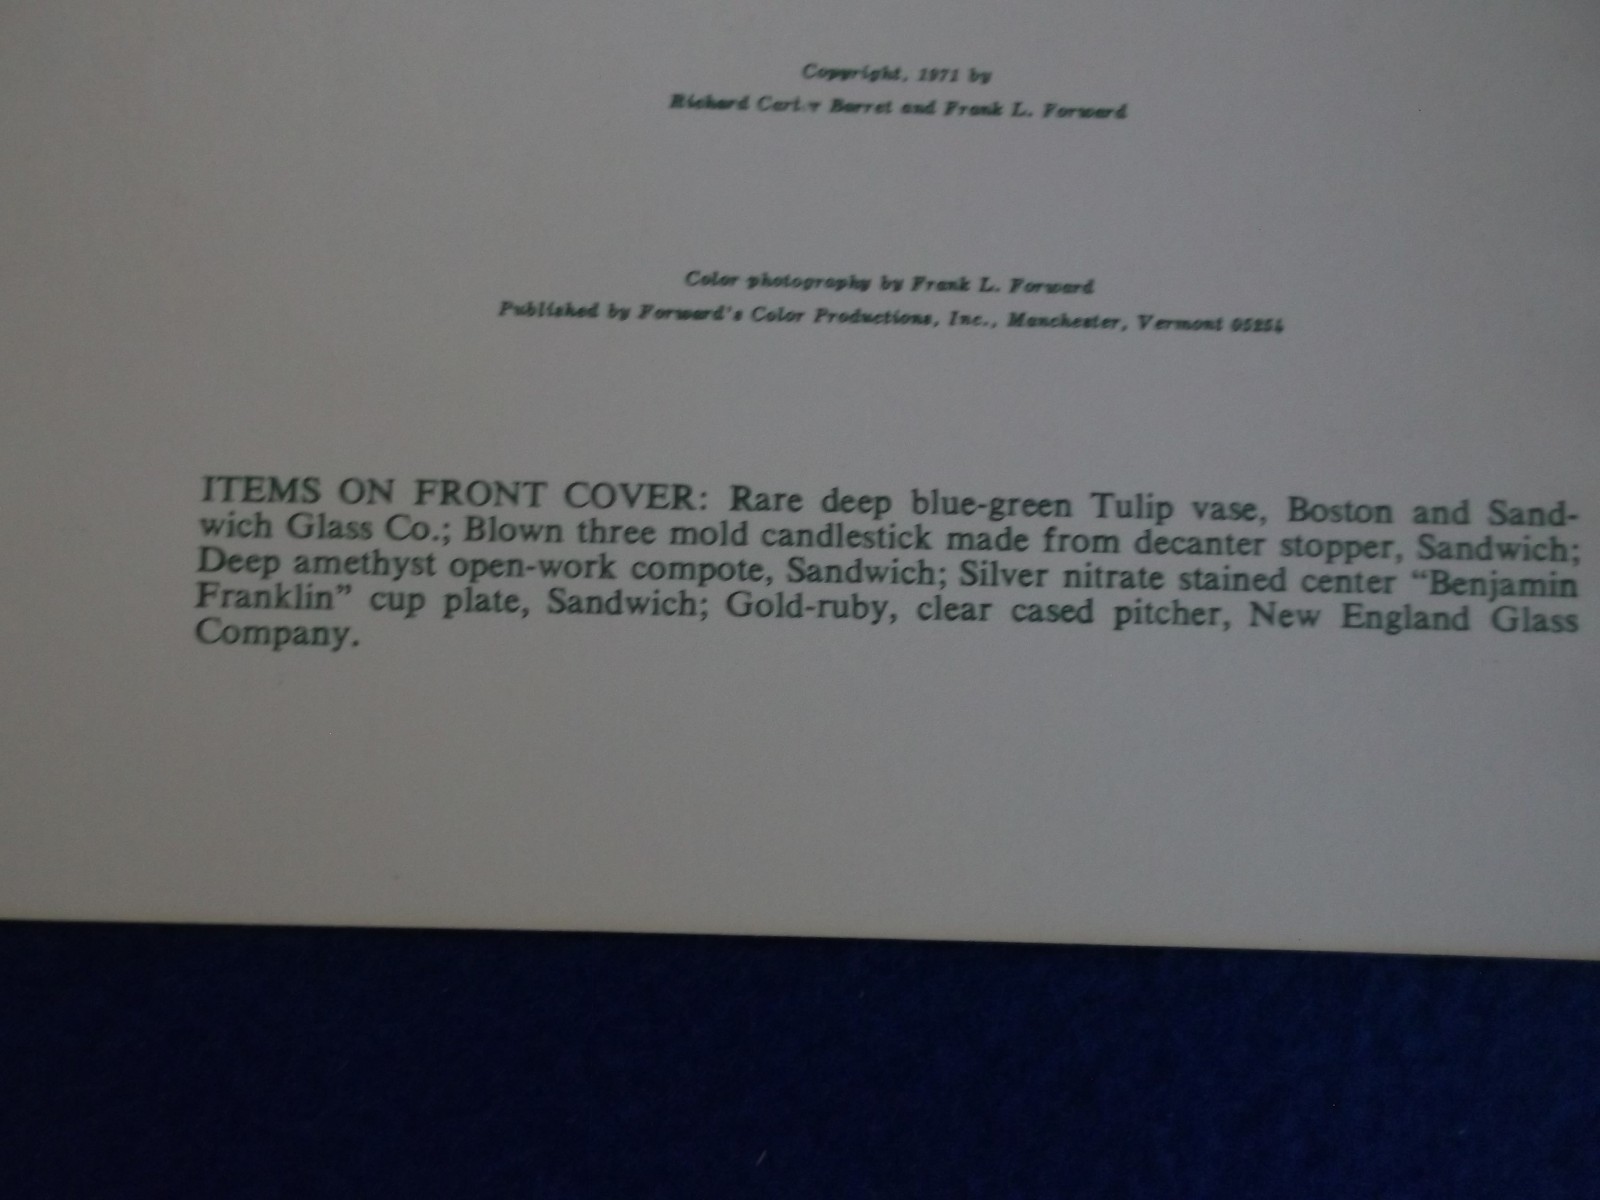 Copyright, 1971 by
Richard Carter Barret and Frank L. Forward
Color photography by Frank L. Forward
Published by Forward's Color Productions, Inc., Manchester, Vermont 05254
ITEMS ON FRONT COVER: Rare deep blue-green Tulip vase, Boston and Sand-
wich Glass Co.; Blown three mold candlestick made from decanter stopper, Sandwich;
Deep amethyst open-work compote, Sandwich; Silver nitrate stained center “Benjamin
Franklin” cup plate, Sandwich; Gold-ruby, clear cased pitcher, New England Glass
Company.